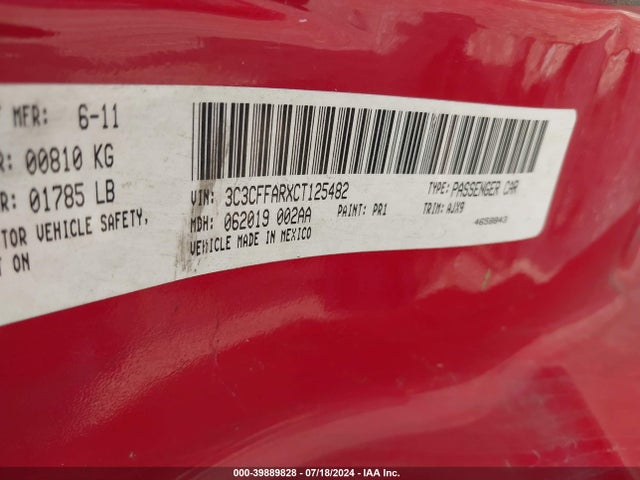 MFR: 6-11
00810 KG
01785 LB
TOR VEHICLE SAFETY,
T ON
VIN: 3C3CFFARXCT125482
TYPE: PASSENGER CAR
MDH: 062019 002AA PAINT: PR1 TRIM: AJX9
VEHICLE MADE IN MEXICO
4658843
000-39889828 - 07/18/2024 - IAA Inc.